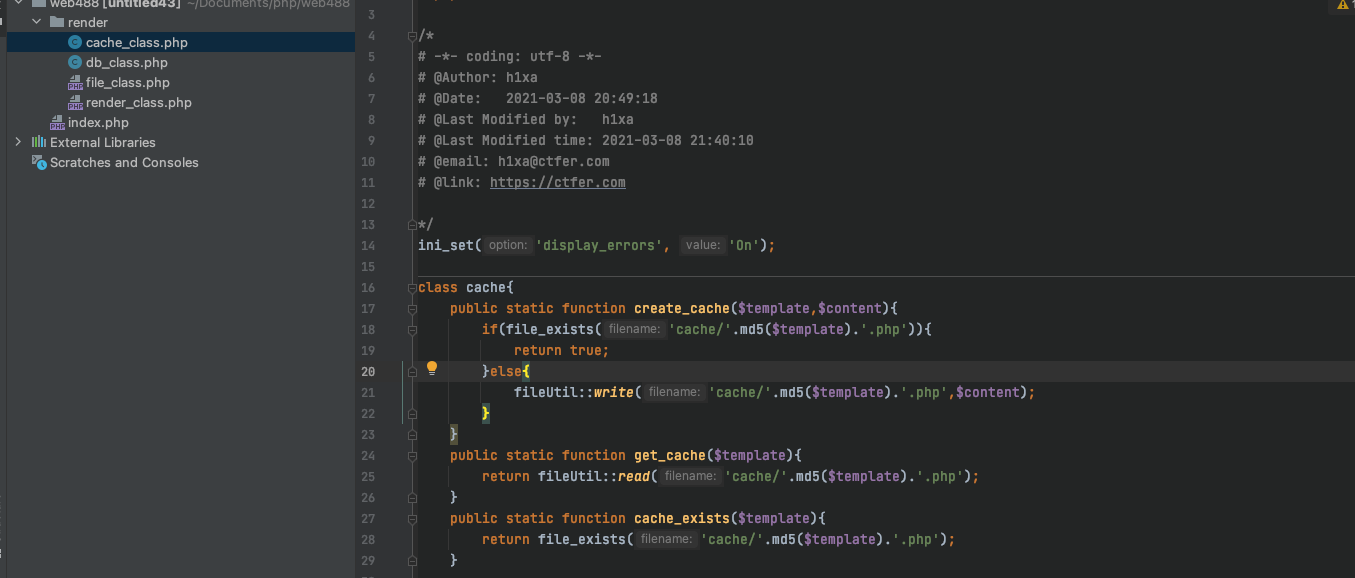 web488 [untitled43] ~/Documents/php/web488
render
cache_class.php
db_class.php
file_class.php
render_class.php
index.php
External Libraries
Scratches and Consoles
3
4 /*
5 # -*- coding: utf-8 -*-
6 # @Author: h1xa
7 # @Date:   2021-03-08 20:49:18
8 # @Last Modified by:   h1xa
9 # @Last Modified time: 2021-03-08 21:40:10
10 # @email: h1xa@ctfer.com
11 # @link: https://ctfer.com
12
13 */
14 ini_set( option: 'display_errors', value: 'On');
15
16 class cache{
17     public static function create_cache($template,$content){
18         if(file_exists( filename: 'cache/'.md5($template).'.php')){
19             return true;
20         }else{
21             fileUtil::write( filename: 'cache/'.md5($template).'.php',$content);
22         }
23     }
24     public static function get_cache($template){
25         return fileUtil::read( filename: 'cache/'.md5($template).'.php');
26     }
27     public static function cache_exists($template){
28         return file_exists( filename: 'cache/'.md5($template).'.php');
29     }